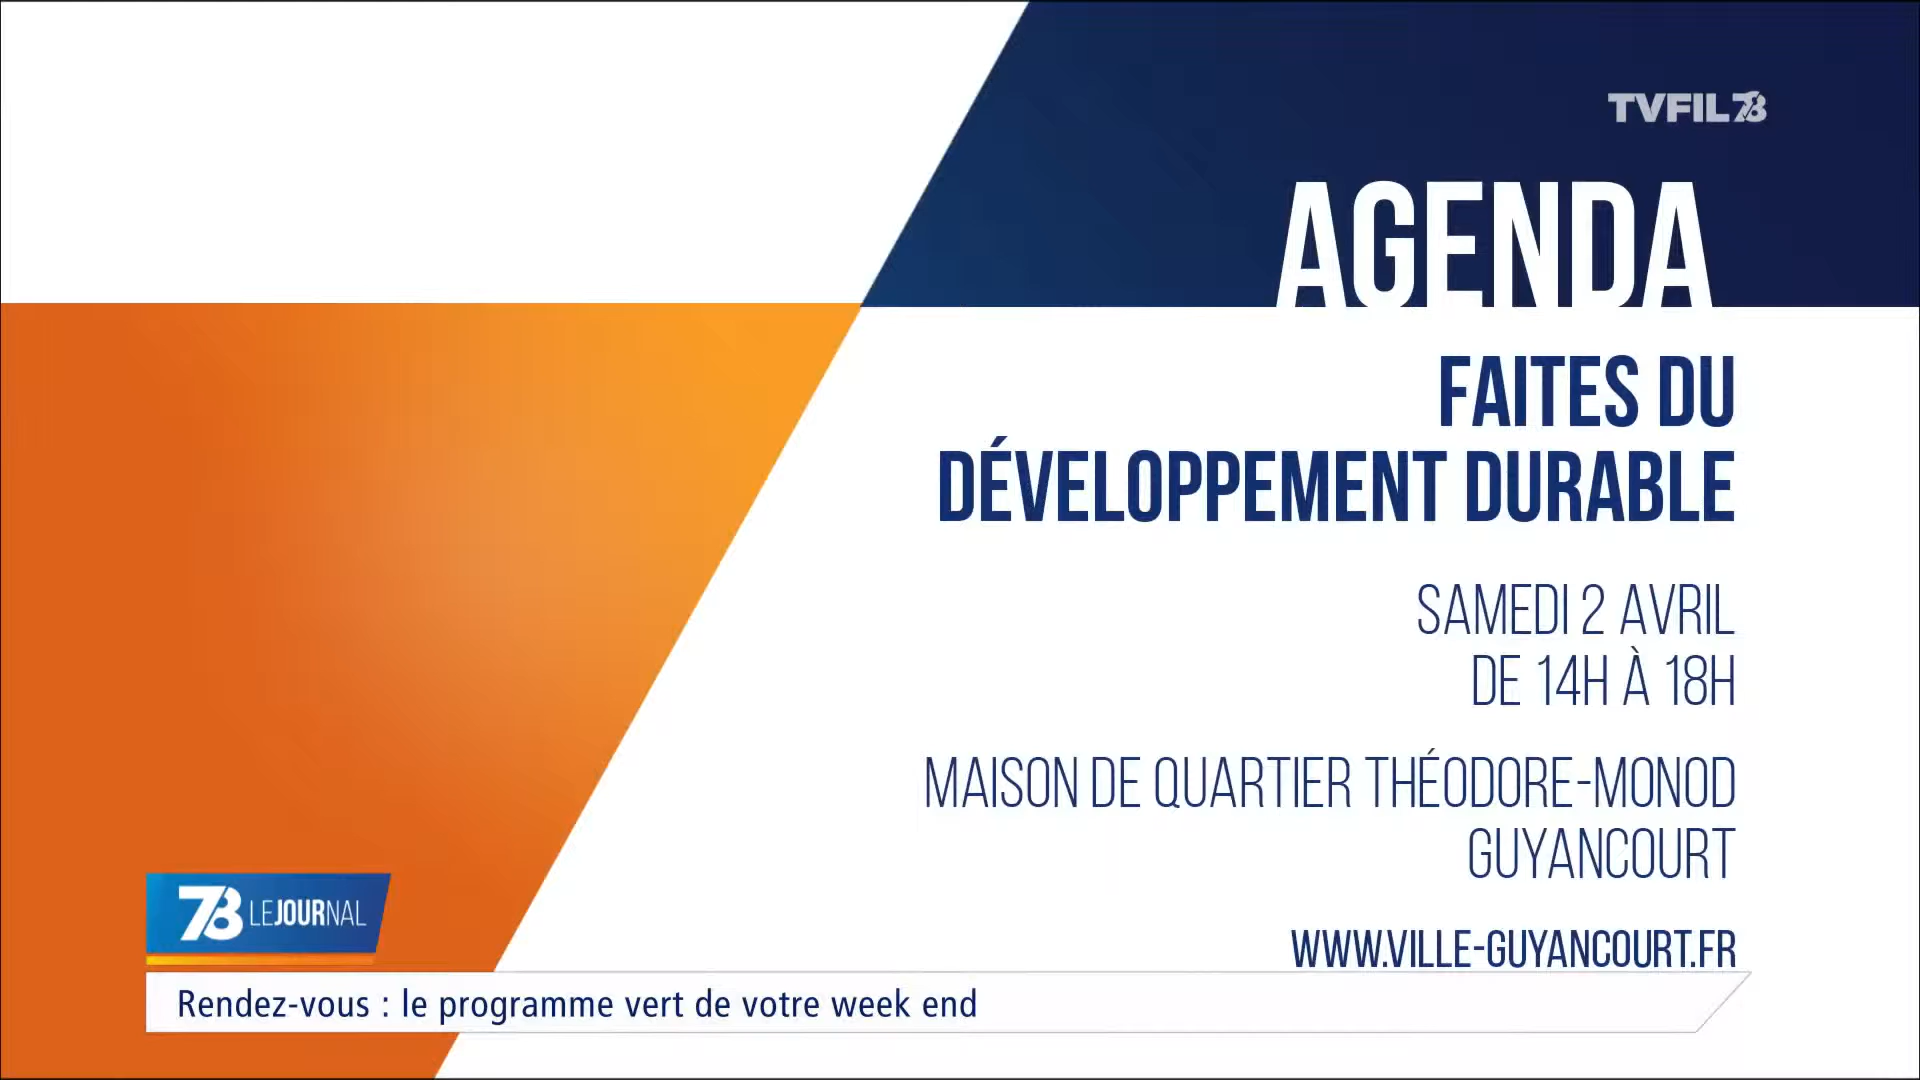 TVFIL78
AGENDA
FAITES DU
DÉVELOPPEMENT DURABLE
SAMEDI 2 AVRIL
DE 14H À 18H
MAISON DE QUARTIER THÉODORE-MONOD
GUYANCOURT
WWW.VILLE-GUYANCOURT.FR
78 LEJOURNAL
Rendez-vous : le programme vert de votre week end